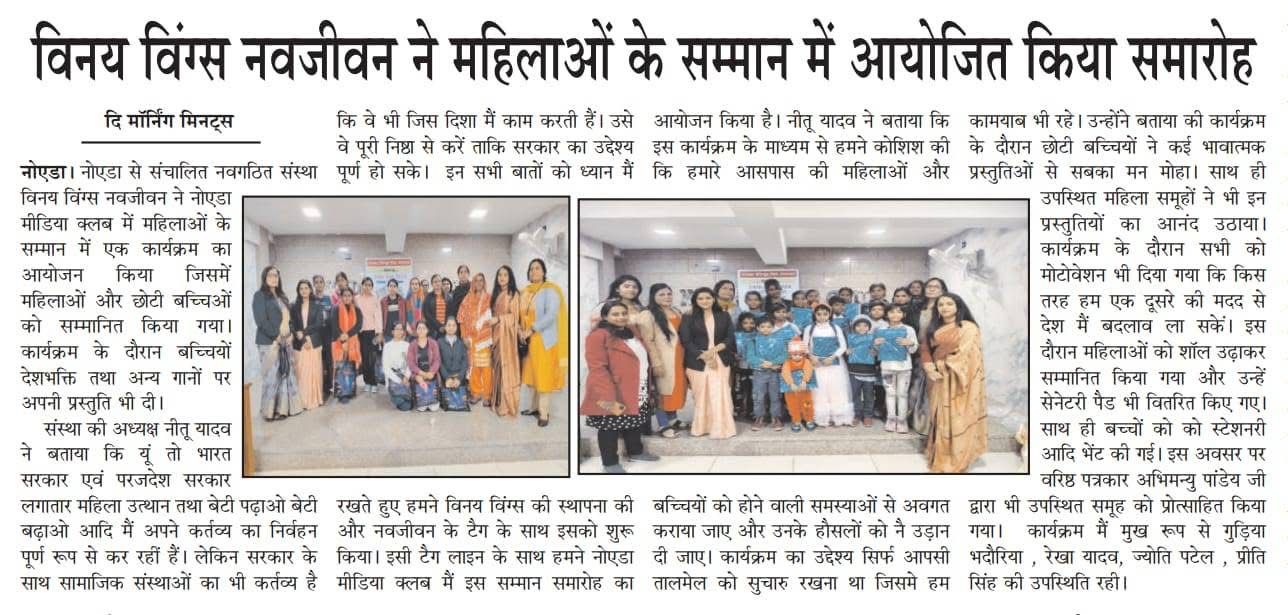 विनय विंग्स नवजीवन ने महिलाओं के सम्मान में आयोजित किया समारोह
दि मॉर्निंग मिनट्स
नोएडा। नोएडा से संचालित नवगठित संस्था
विनय विंग्स नवजीवन ने नोएडा
मीडिया क्लब में महिलाओं के
सम्मान में एक कार्यक्रम का
आयोजन किया जिसमें
महिलाओं और छोटी बच्चिओं
को सम्मानित किया गया।
कार्यक्रम के दौरान बच्चियों
देशभक्ति तथा अन्य गानों पर
अपनी प्रस्तुति भी दी।
संस्था की अध्यक्ष नीतू यादव
ने बताया कि यूं तो भारत
सरकार एवं परजदेश सरकार
लगातार महिला उत्थान तथा बेटी पढ़ाओ बेटी
बढ़ाओ आदि मैं अपने कर्तव्य का निर्वहन
पूर्ण रूप से कर रहीं हैं। लेकिन सरकार के
साथ सामाजिक संस्थाओं का भी कर्तव्य है
कि वे भी जिस दिशा मैं काम करती हैं। उसे
वे पूरी निष्ठा से करें ताकि सरकार का उद्देश्य
पूर्ण हो सके। इन सभी बातों को ध्यान मैं
रखते हुए हमने विनय विंग्स की स्थापना की
और नवजीवन के टैग के साथ इसको शुरू
किया। इसी टैग लाइन के साथ हमने नोएडा
मीडिया क्लब मैं इस सम्मान समारोह का
आयोजन किया है। नीतू यादव ने बताया कि
इस कार्यक्रम के माध्यम से हमने कोशिश की
कि हमारे आसपास की महिलाओं और
बच्चियों को होने वाली समस्याओं से अवगत
कराया जाए और उनके हौसलों को नै उड़ान
दी जाए। कार्यक्रम का उद्देश्य सिर्फ आपसी
तालमेल को सुचारु रखना था जिसमे हम
कामयाब भी रहे। उन्होंने बताया की कार्यक्रम
के दौरान छोटी बच्चियों ने कई भावात्मक
प्रस्तुतिओं से सबका मन मोहा। साथ ही
उपस्थित महिला समूहों ने भी इन
प्रस्तुतियों का आनंद उठाया।
कार्यक्रम के दौरान सभी को
मोटोवेशन भी दिया गया कि किस
तरह हम एक दूसरे की मदद से
देश मैं बदलाव ला सकें। इस
दौरान महिलाओं को शॉल उढ़ाकर
सम्मानित किया गया और उन्हें
सेनेटरी पैड भी वितरित किए गए।
साथ ही बच्चों को को स्टेशनरी
आदि भेंट की गई। इस अवसर पर
वरिष्ठ पत्रकार अभिमन्यु पांडेय जी
द्वारा भी उपस्थित समूह को प्रोत्साहित किया
गया। कार्यक्रम मैं मुख रूप से गुड़िया
भदौरिया , रेखा यादव, ज्योति पटेल , प्रीति
सिंह की उपस्थिति रही।